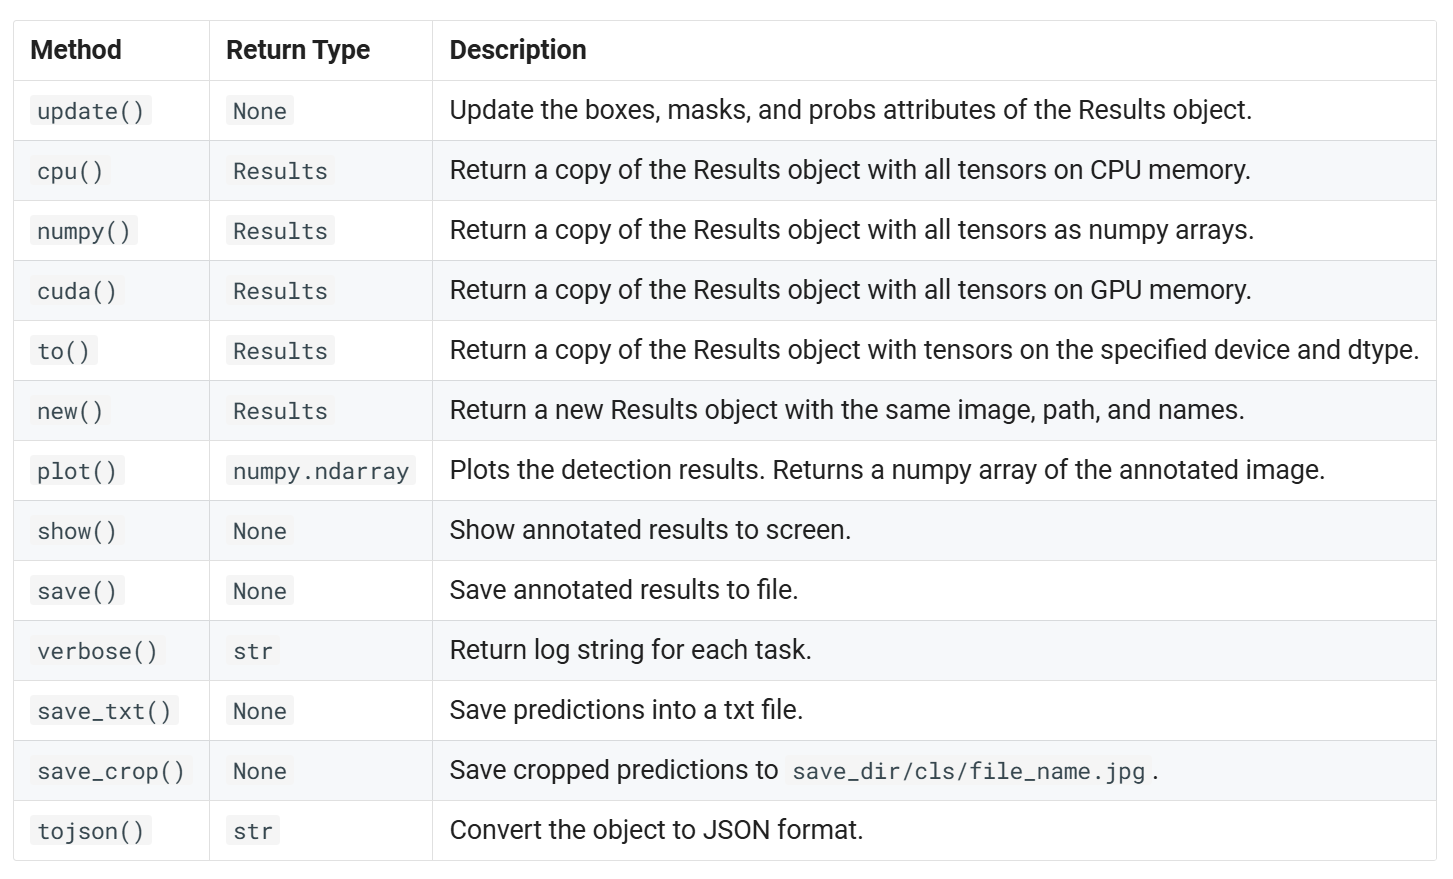 Method Return Type Description
update() None Update the boxes, masks, and probs attributes of the Results object.
cpu() Results Return a copy of the Results object with all tensors on CPU memory.
numpy() Results Return a copy of the Results object with all tensors as numpy arrays.
cuda() Results Return a copy of the Results object with all tensors on GPU memory.
to() Results Return a copy of the Results object with tensors on the specified device and dtype.
new() Results Return a new Results object with the same image, path, and names.
plot() numpy.ndarray Plots the detection results. Returns a numpy array of the annotated image.
show() None Show annotated results to screen.
save() None Save annotated results to file.
verbose() str Return log string for each task.
save_txt() None Save predictions into a txt file.
save_crop() None Save cropped predictions to save_dir/cls/file_name.jpg.
tojson() str Convert the object to JSON format.